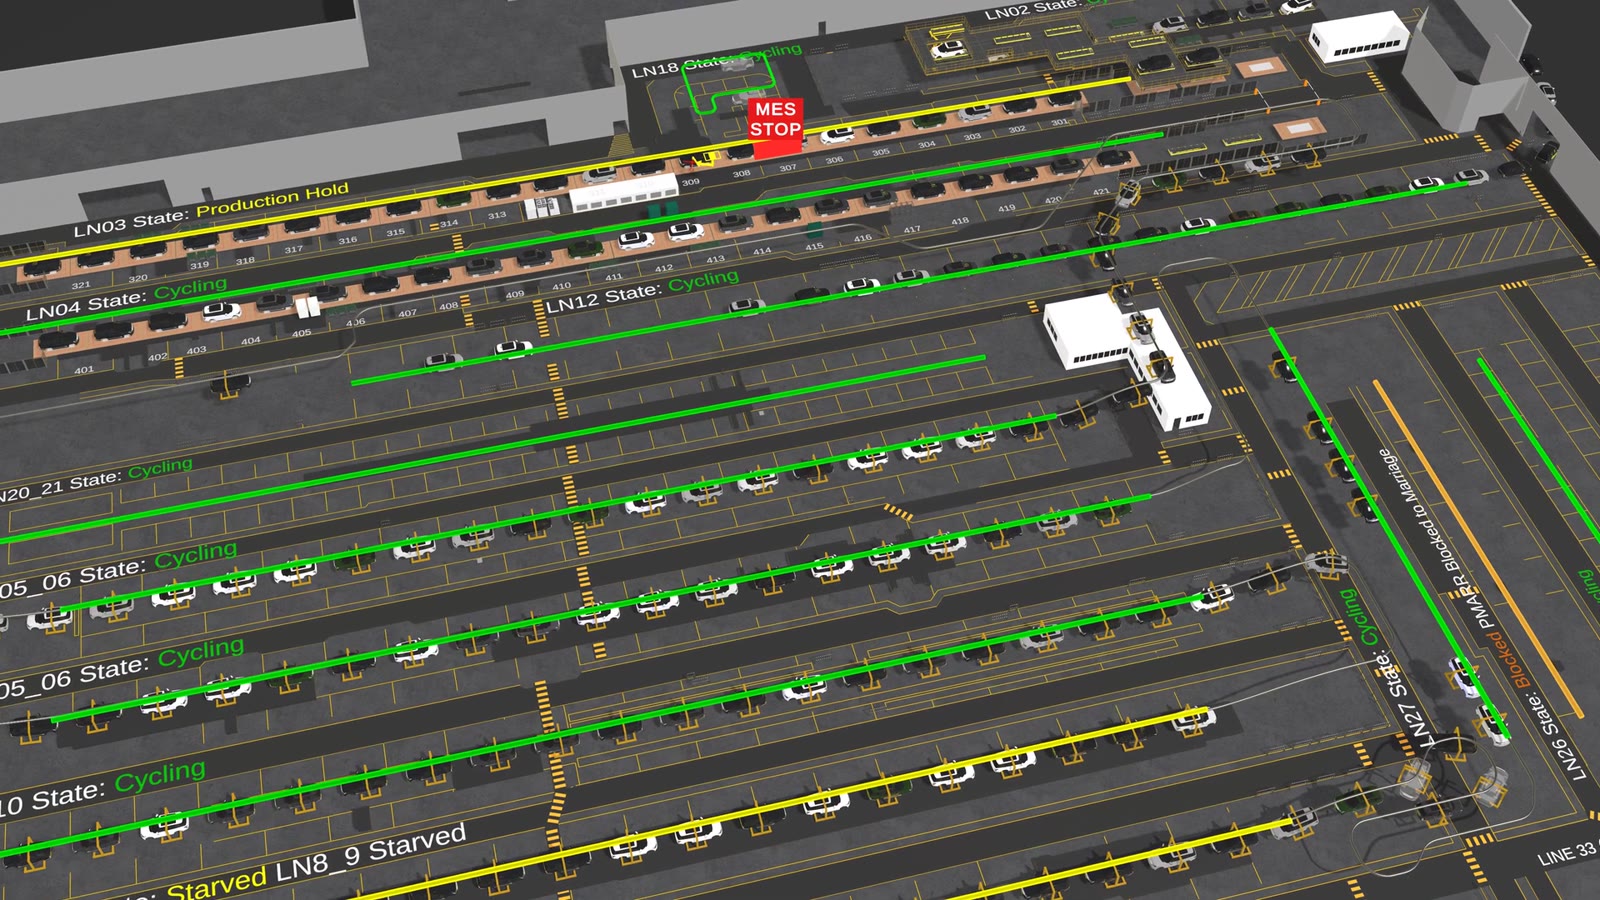 LN02 State: Cy
LN18 State: Cycling
MES
STOP
LN03 State: Production Hold
301
302
303
304
305
306
307
308
309
313
314
315
316
317
319
320
321
LN04 State: Cycling
421
420
419
418
417
416
415
414
413
412
411
410
409
408
407
406
405
404
403
402
401
LN12 State: Cycling
N20_21 State: Cycling
05_06 State: Cycling
05_06 State: Cycling
10 State: Cycling
Starved LN8_9 Starved
LN27 State: Cycling
LN26 State: Blocked PMARR Blocked to Marriage
cling
LINE 33